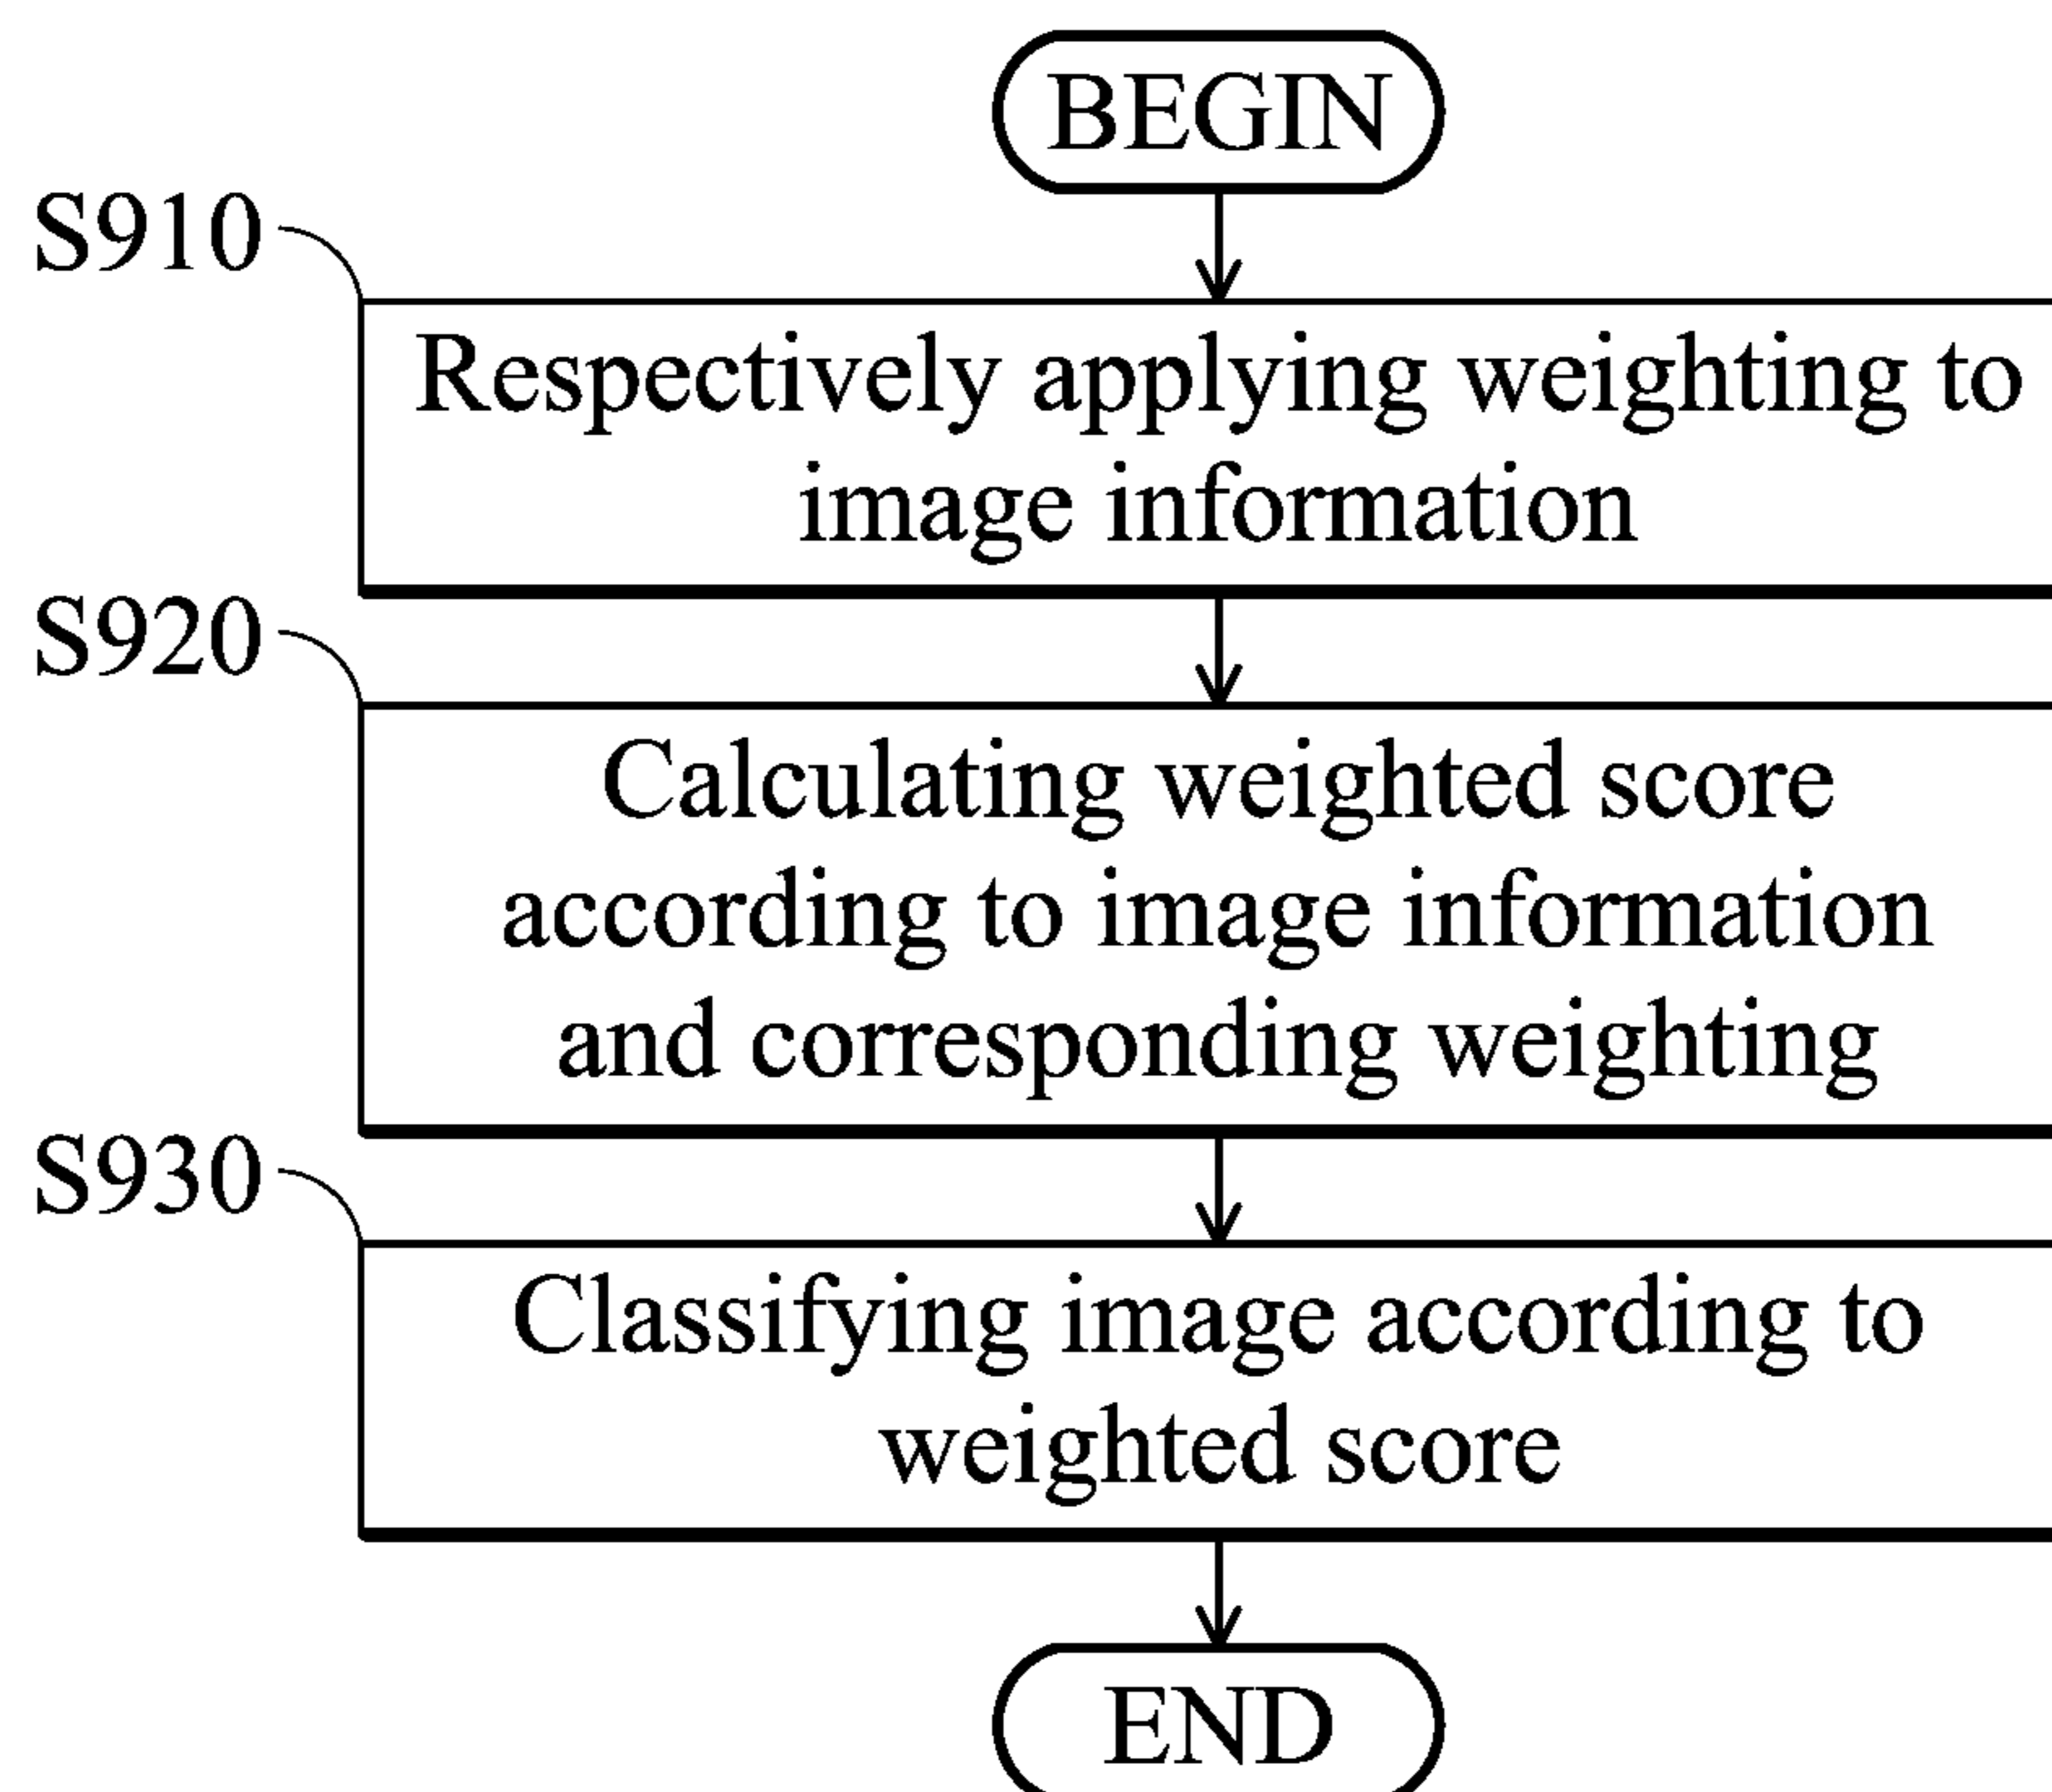 BEGIN
S910
Respectively applying weighting to
image information
S920
Calculating weighted score
according to image information
and corresponding weighting
S930
Classifying image according to
weighted score
END